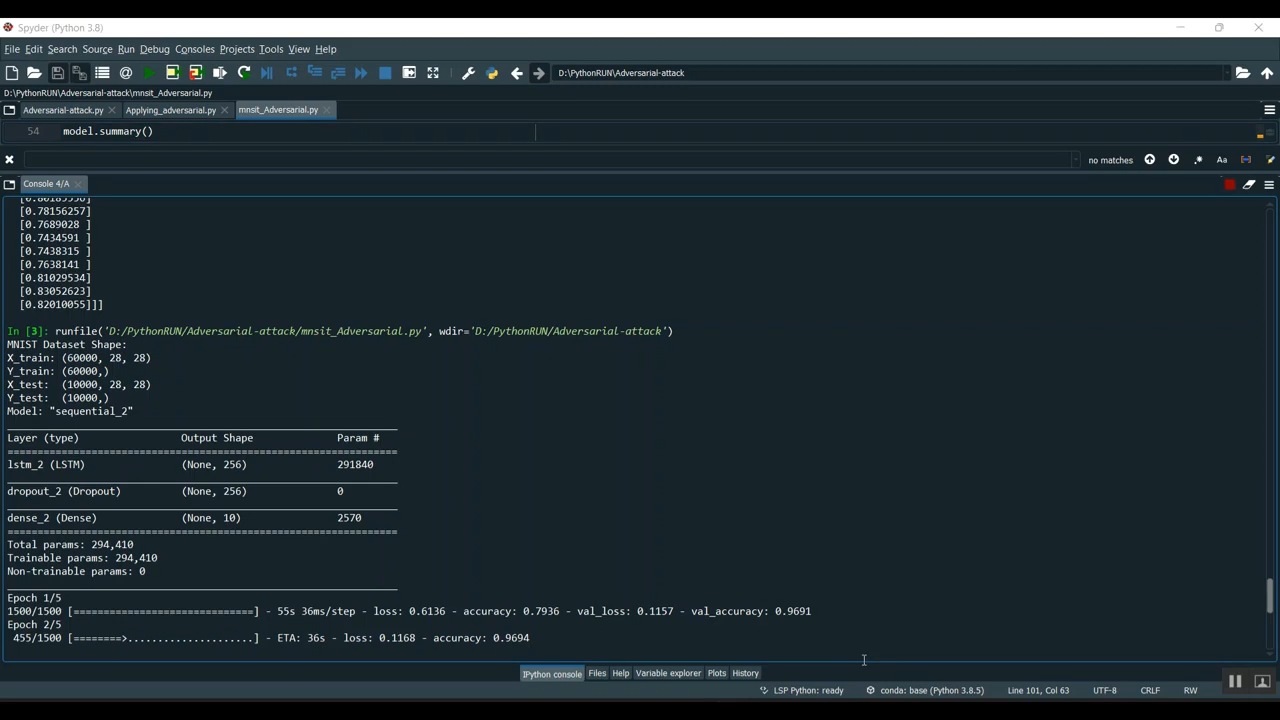 Spyder (Python 3.8)
File Edit Search Source Run Debug Consoles Projects Tools View Help
D:\PythonRUN\Adversarial-attack
D:\PythonRUN\Adversarial-attack\mnsit_Adversarial.py
Adversarial-attack.py Applying_adversarial.py mnsit_Adversarial.py
54 model.summary()
no matches .* Aa
Console 4/A
[0.78156257]
[0.7689028 ]
[0.7434591 ]
[0.7438315 ]
[0.7638141 ]
[0.81029534]
[0.83052623]
[0.82010055]]]
In [3]: runfile('D:/PythonRUN/Adversarial-attack/mnsit_Adversarial.py', wdir='D:/PythonRUN/Adversarial-attack')
MNIST Dataset Shape:
X_train: (60000, 28, 28)
Y_train: (60000,)
X_test:  (10000, 28, 28)
Y_test:  (10000,)
Model: "sequential_2"
Layer (type) Output Shape Param #
lstm_2 (LSTM) (None, 256) 291840
dropout_2 (Dropout) (None, 256) 0
dense_2 (Dense) (None, 10) 2570
Total params: 294,410
Trainable params: 294,410
Non-trainable params: 0
Epoch 1/5
1500/1500 [==============================] - 55s 36ms/step - loss: 0.6136 - accuracy: 0.7936 - val_loss: 0.1157 - val_accuracy: 0.9691
Epoch 2/5
455/1500 [========>.....................] - ETA: 36s - loss: 0.1168 - accuracy: 0.9694
IPython console Files Help Variable explorer Plots History
LSP Python: ready conda: base (Python 3.8.5) Line 101, Col 63 UTF-8 CRLF RW